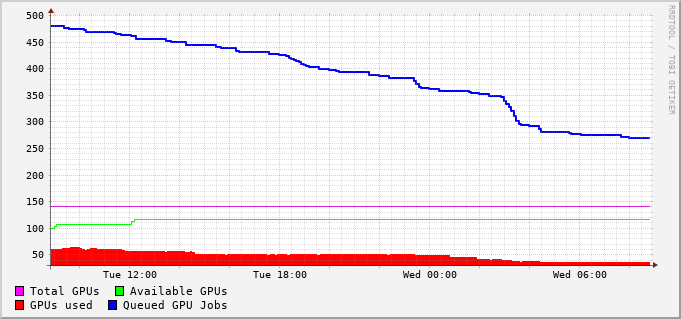 500
450
400
350
300
250
200
150
100
50
Tue 12:00 Tue 18:00 Wed 00:00 Wed 06:00
Total GPUs Available GPUs
GPUs used Queued GPU Jobs
RRDTOOL / TOBI OETIKER